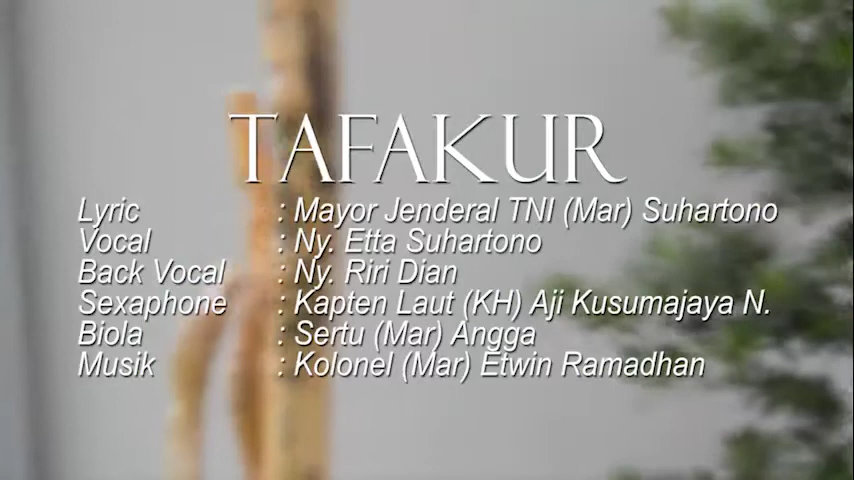 TAFAKUR
Lyric : Mayor Jenderal TNI (Mar) Suhartono
Vocal : Ny. Etta Suhartono
Back Vocal : Ny. Riri Dian
Sexaphone : Kapten Laut (KH) Aji Kusumajaya N.
Biola : Sertu (Mar) Angga
Musik : Kolonel (Mar) Etwin Ramadhan